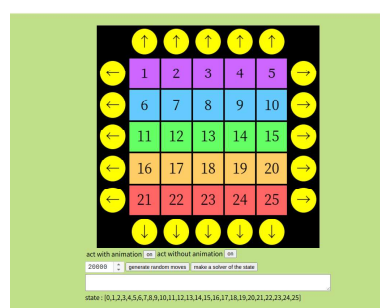 ↑ ↑ ↑ ↑ ↑
← 1 2 3 4 5 →
← 6 7 8 9 10 →
← 11 12 13 14 15 →
← 16 17 18 19 20 →
← 21 22 23 24 25 →
↓ ↓ ↓ ↓ ↓
act with animation on act without animation on
20000 generate random moves make a solver of the state
state : [0,1,2,3,4,5,6,7,8,9,10,11,12,13,14,15,16,17,18,19,20,21,22,23,24,25]